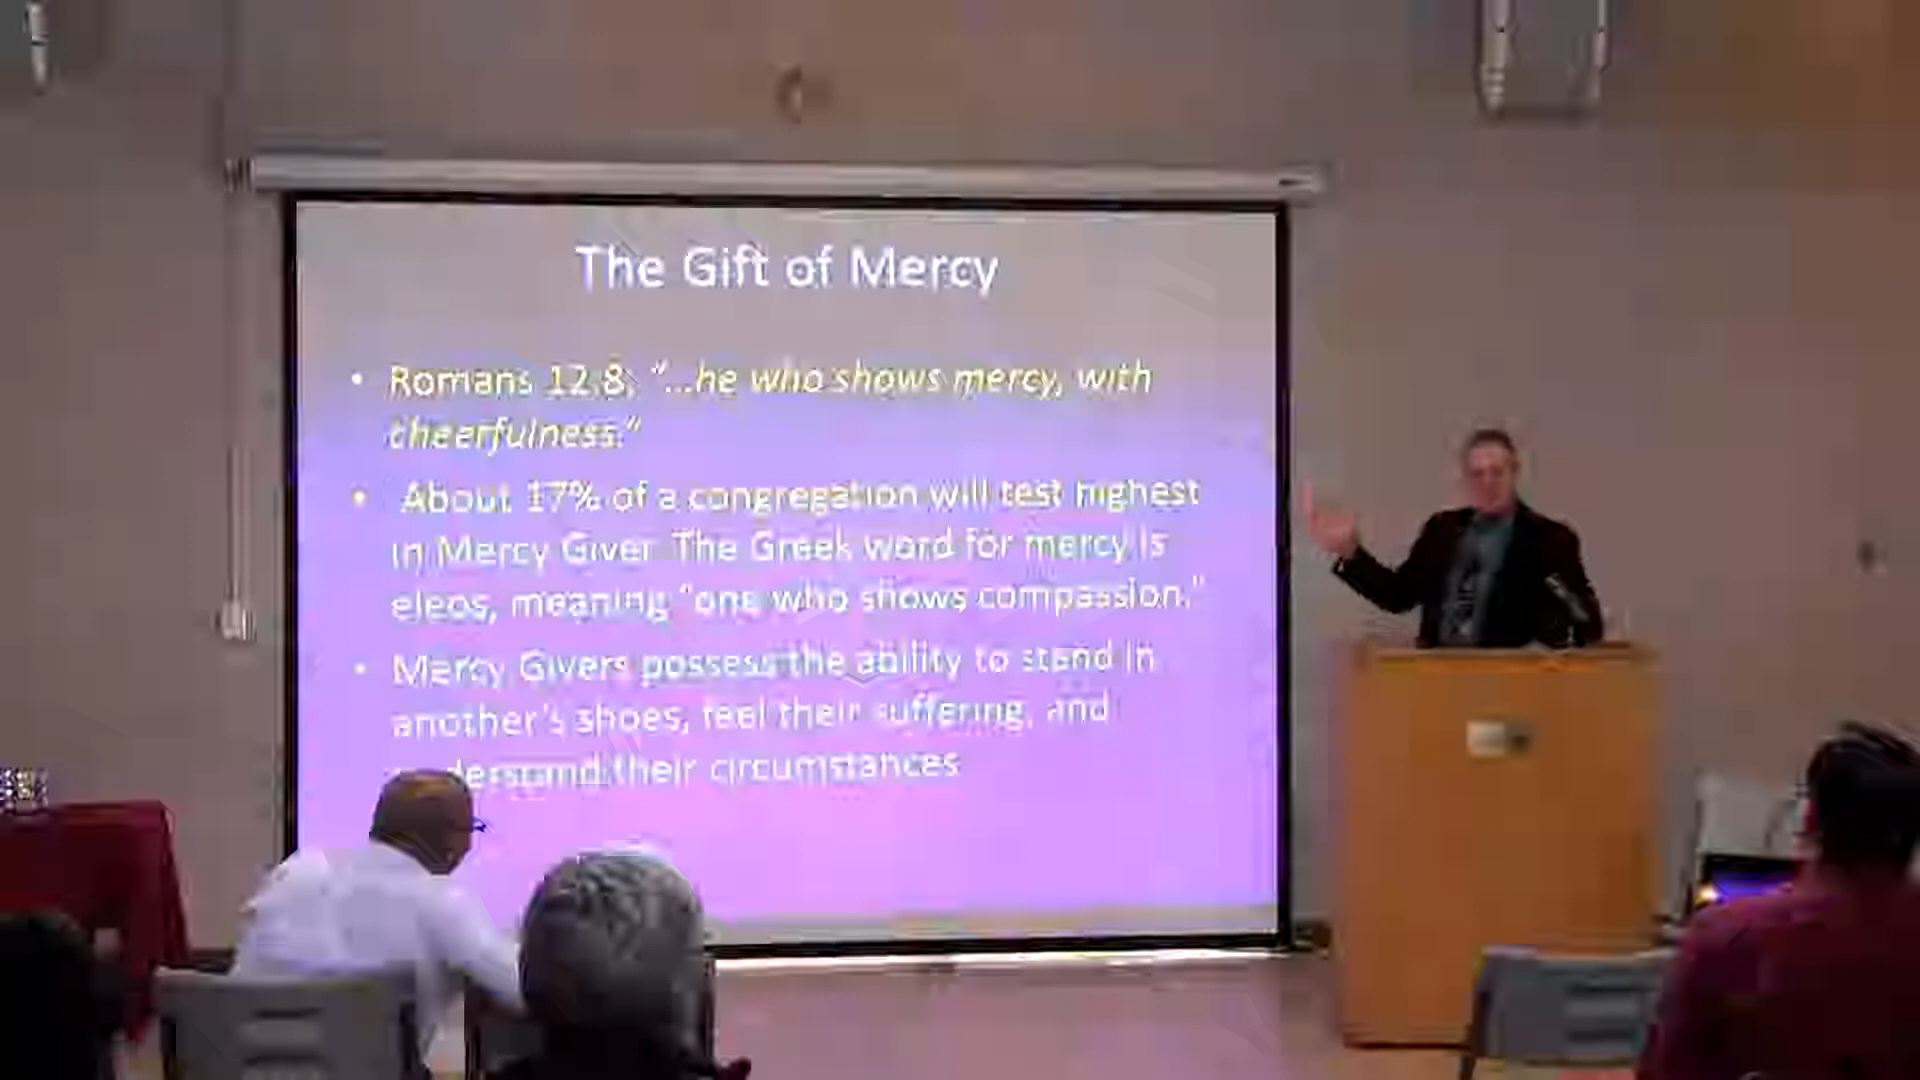 The Gift of Mercy
• Romans 12:8, "...he who shows mercy, with
cheerfulness."
• About 17% of a congregation will test highest
in Mercy Giver. The Greek word for mercy is
eleos, meaning "one who shows compassion."
• Mercy Givers possess the ability to stand in
another's shoes, feel their suffering, and
understand their circumstances